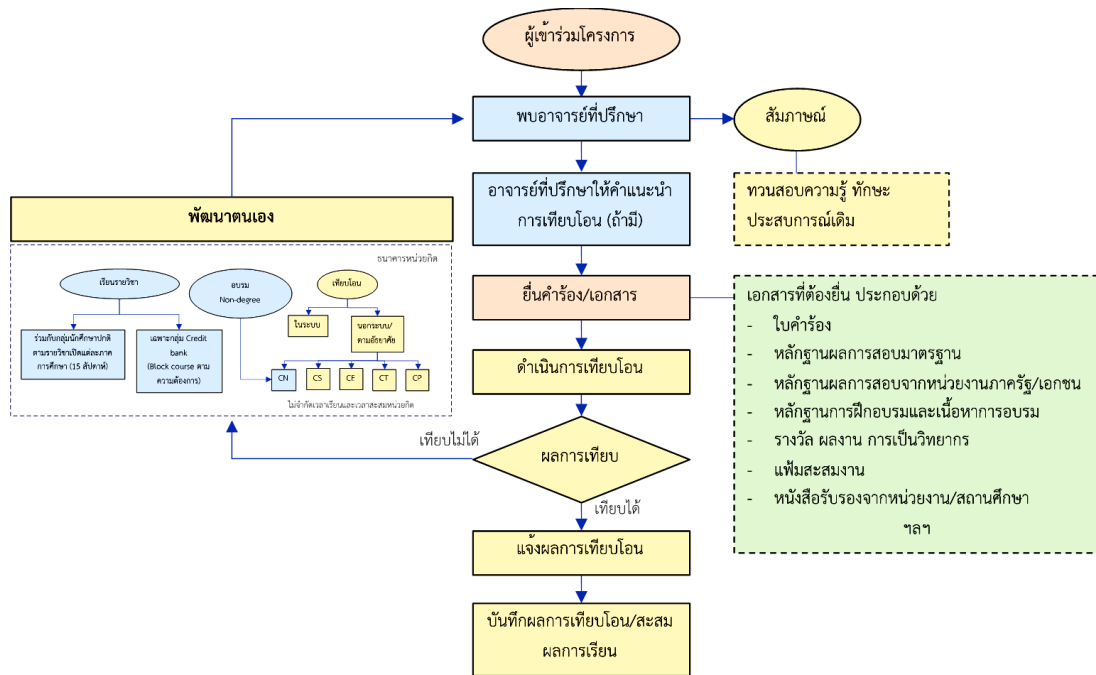 ผู้เข้าร่วมโครงการ
พบอาจารย์ที่ปรึกษา
สัมภาษณ์
ทวนสอบความรู้ ทักษะ
ประสบการณ์เดิม
อาจารย์ที่ปรึกษาให้คำแนะนำ
การเทียบโอน (ถ้ามี)
พัฒนาตนเอง
ธนาคารหน่วยกิต
เรียนรายวิชา
อบรม
Non-degree
เทียบโอน
ในระบบ
นอกระบบ/
ตามอัธยาศัย
ร่วมกับกลุ่มนักศึกษาปกติ
ตามรายวิชาเปิดแต่ละภาค
การศึกษา (15 สัปดาห์)
เฉพาะกลุ่ม Credit
bank
(Block course ตาม
ความต้องการ)
CN
CS
CE
CT
CP
ไม่จำกัดเวลาเรียนและเวลาสะสมหน่วยกิต
ยื่นคำร้อง/เอกสาร
เอกสารที่ต้องยื่น ประกอบด้วย
- ใบคำร้อง
- หลักฐานผลการสอบมาตรฐาน
- หลักฐานผลการสอบจากหน่วยงานภาครัฐ/เอกชน
- หลักฐานการฝึกอบรมและเนื้อหาการอบรม
- รางวัล ผลงาน การเป็นวิทยากร
- แฟ้มสะสมงาน
- หนังสือรับรองจากหน่วยงาน/สถานศึกษา
ฯลฯ
ดำเนินการเทียบโอน
ผลการเทียบ
เทียบไม่ได้
เทียบได้
แจ้งผลการเทียบโอน
บันทึกผลการเทียบโอน/สะสม
ผลการเรียน